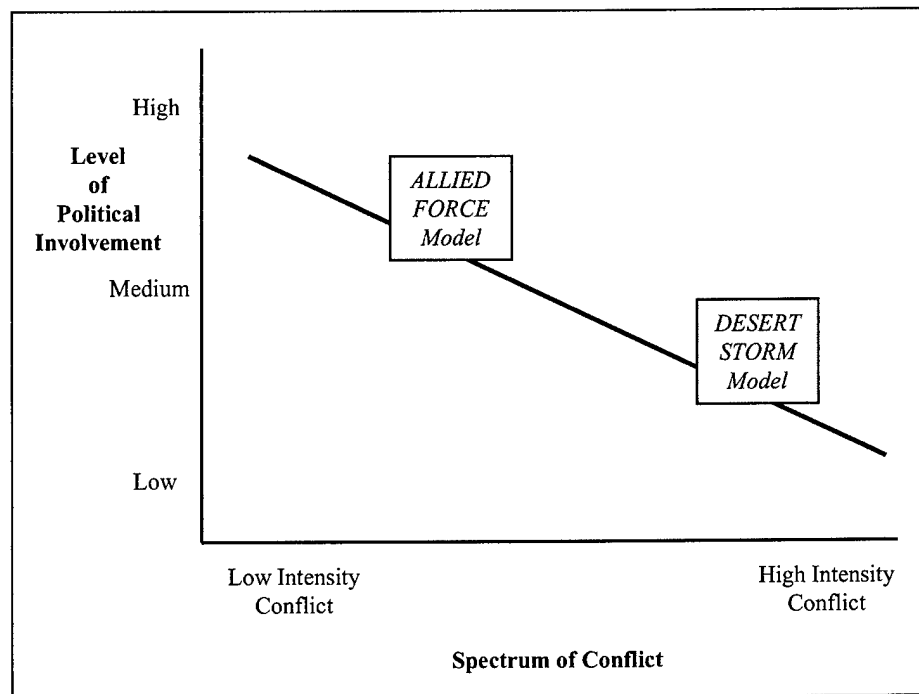 High
Level
of
Political
Involvement
Medium
Low
ALLIED
FORCE
Model
DESERT
STORM
Model
Low Intensity
Conflict
High Intensity
Conflict
Spectrum of Conflict